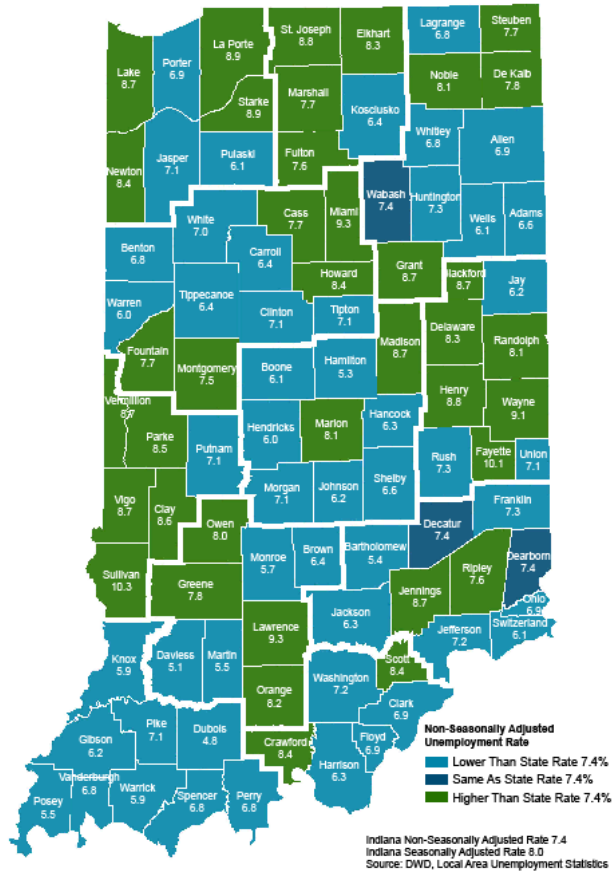 Lake
8.7
Porter
6.9
La Porte
8.9
St. Joseph
8.8
Elkhart
8.3
Lagrange
6.8
Steuben
7.7
Noble
8.1
De Kalb
7.8
Starke
8.9
Marshall
7.7
Kosciusko
6.4
Whitley
6.8
Allen
6.9
Newton
8.4
Jasper
7.1
Pulaski
6.1
Fulton
7.6
Wabash
7.4
Huntington
7.3
Wells
6.1
Adams
6.6
White
7.0
Cass
7.7
Miami
9.3
Benton
6.8
Carroll
6.4
Howard
8.4
Grant
8.7
lackford
8.7
Jay
6.2
Warren
6.0
Tippecanoe
6.4
Clinton
7.1
Tipton
7.1
Madison
8.7
Delaware
8.3
Randolph
8.1
Fountain
7.7
Montgomery
7.5
Boone
6.1
Hamilton
5.3
Henry
8.8
Wayne
9.1
Vermillion
8.7
Parke
8.5
Putnam
7.1
Hendricks
6.0
Marion
8.1
Hancock
6.3
Rush
7.3
Fayette
10.1
Union
7.1
Vigo
8.7
Clay
8.6
Morgan
7.1
Johnson
6.2
Shelby
6.6
Franklin
7.3
Owen
8.0
Monroe
5.7
Brown
6.4
Bartholomew
5.4
Decatur
7.4
Dearborn
7.4
Sullivan
10.3
Greene
7.8
Ripley
7.6
Jennings
8.7
Ohio
6.9
Lawrence
9.3
Jackson
6.3
Jefferson
7.2
Switzerland
6.1
Knox
5.9
Daviess
5.1
Martin
5.5
Orange
8.2
Washington
7.2
Scott
8.4
Clark
6.9
Gibson
6.2
Pike
7.1
Dubois
4.8
Crawford
8.4
Floyd
6.9
Harrison
6.3
Posey
5.5
Vanderburgh
6.8
Warrick
5.9
Spencer
6.8
Perry
6.8
Non-Seasonally Adjusted
Unemployment Rate
Lower Than State Rate 7.4%
Same As State Rate 7.4%
Higher Than State Rate 7.4%
Indiana Non-Seasonally Adjusted Rate 7.4
Indiana Seasonally Adjusted Rate 8.0
Source: DWD, Local Area Unemployment Statistics